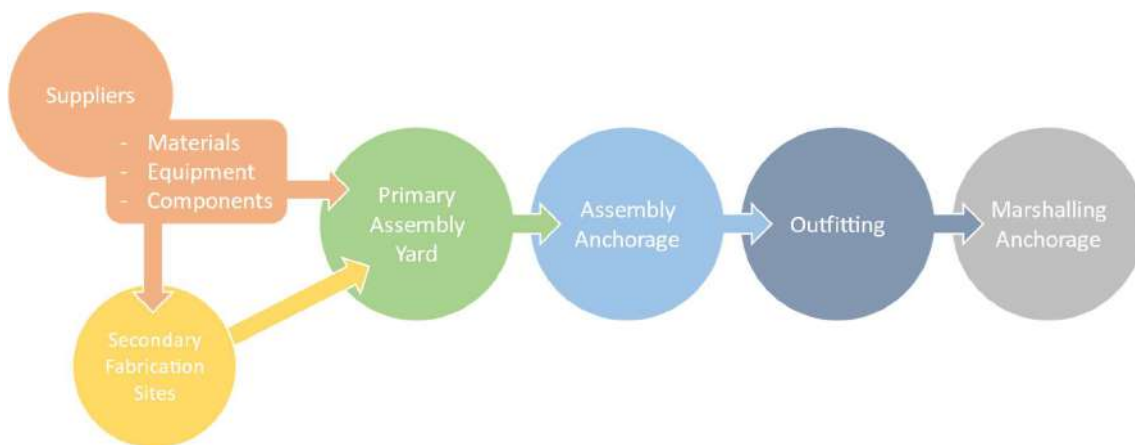 Suppliers
- Materials
- Equipment
- Components
Primary
Assembly
Yard
Assembly
Anchorage
Outfitting
Marshalling
Anchorage
Secondary
Fabrication
Sites